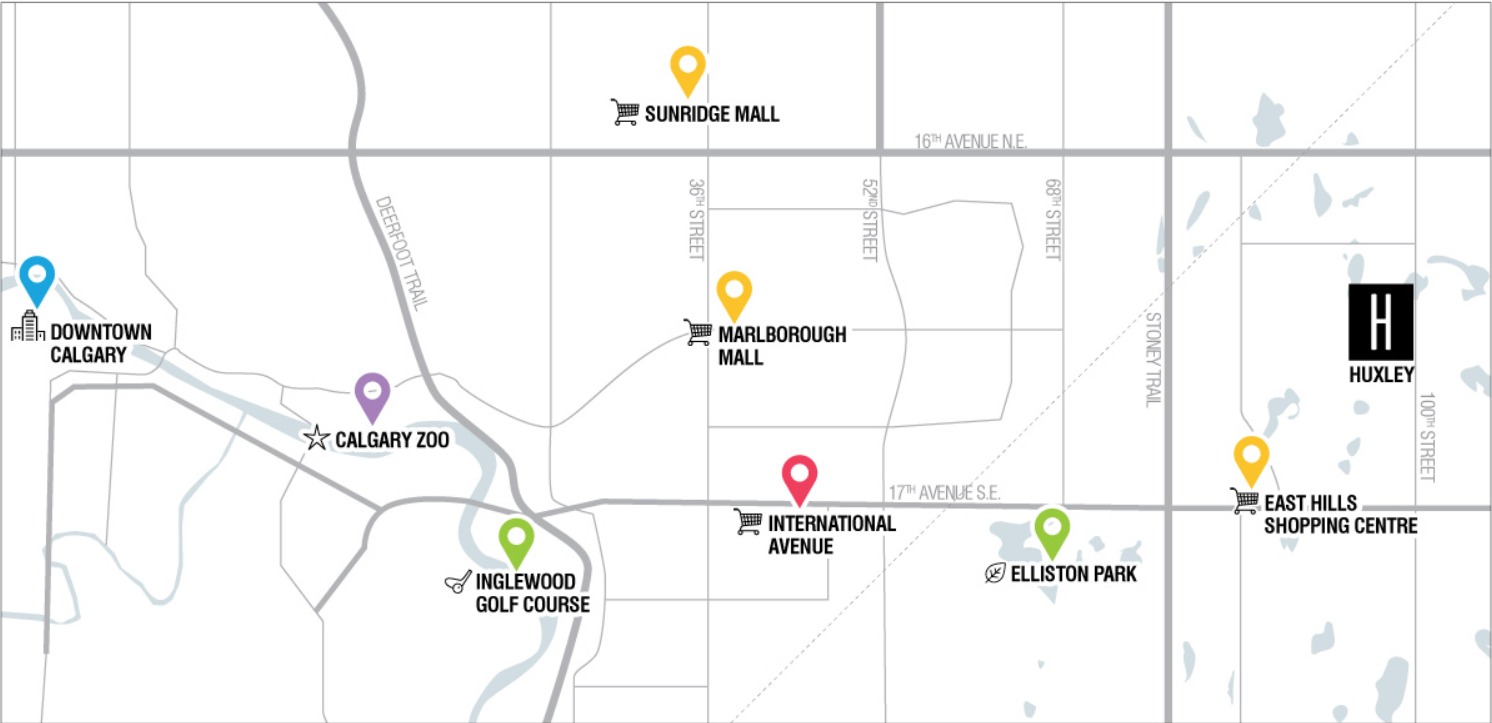 SUNRIDGE MALL
16TH AVENUE N.E.
36TH STREET
52ND STREET
68TH STREET
DEERFOOT TRAIL
DOWNTOWN
CALGARY
MARLBOROUGH
MALL
STONEY TRAIL
H
HUXLEY
100TH STREET
CALGARY ZOO
17TH AVENUE S.E.
EAST HILLS
SHOPPING CENTRE
INTERNATIONAL
AVENUE
INGLEWOOD
GOLF COURSE
ELLISTON PARK